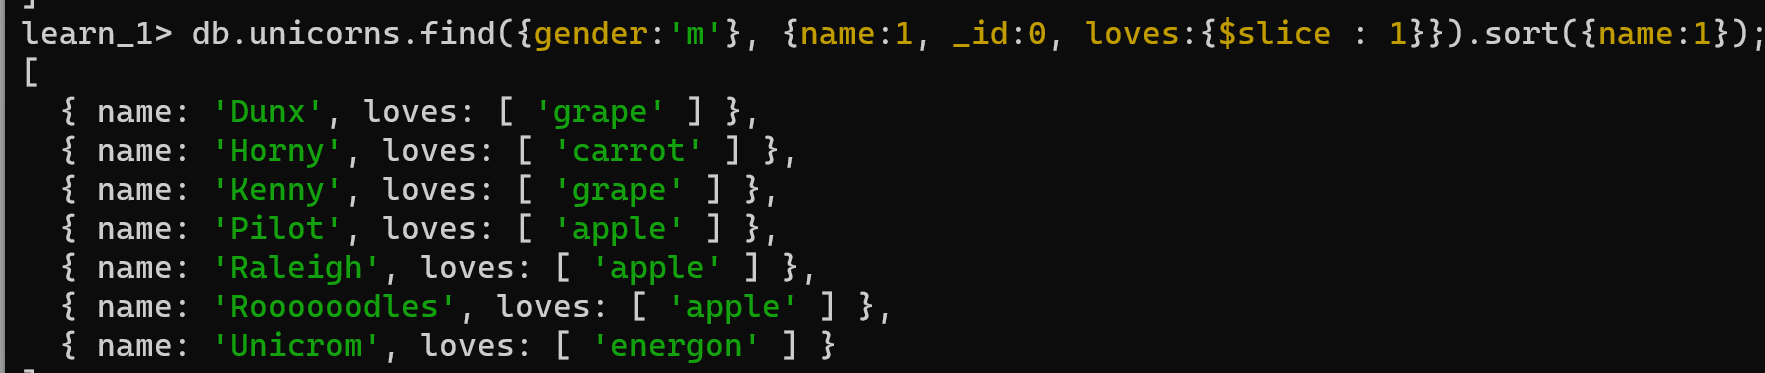 ]
learn_1> db.unicorns.find({gender:'m'}, {name:1, _id:0, loves:{$slice : 1}}).sort({name:1});
[
  { name: 'Dunx', loves: [ 'grape' ] },
  { name: 'Horny', loves: [ 'carrot' ] },
  { name: 'Kenny', loves: [ 'grape' ] },
  { name: 'Pilot', loves: [ 'apple' ] },
  { name: 'Raleigh', loves: [ 'apple' ] },
  { name: 'Roooooodles', loves: [ 'apple' ] },
  { name: 'Unicrom', loves: [ 'energon' ] }
]